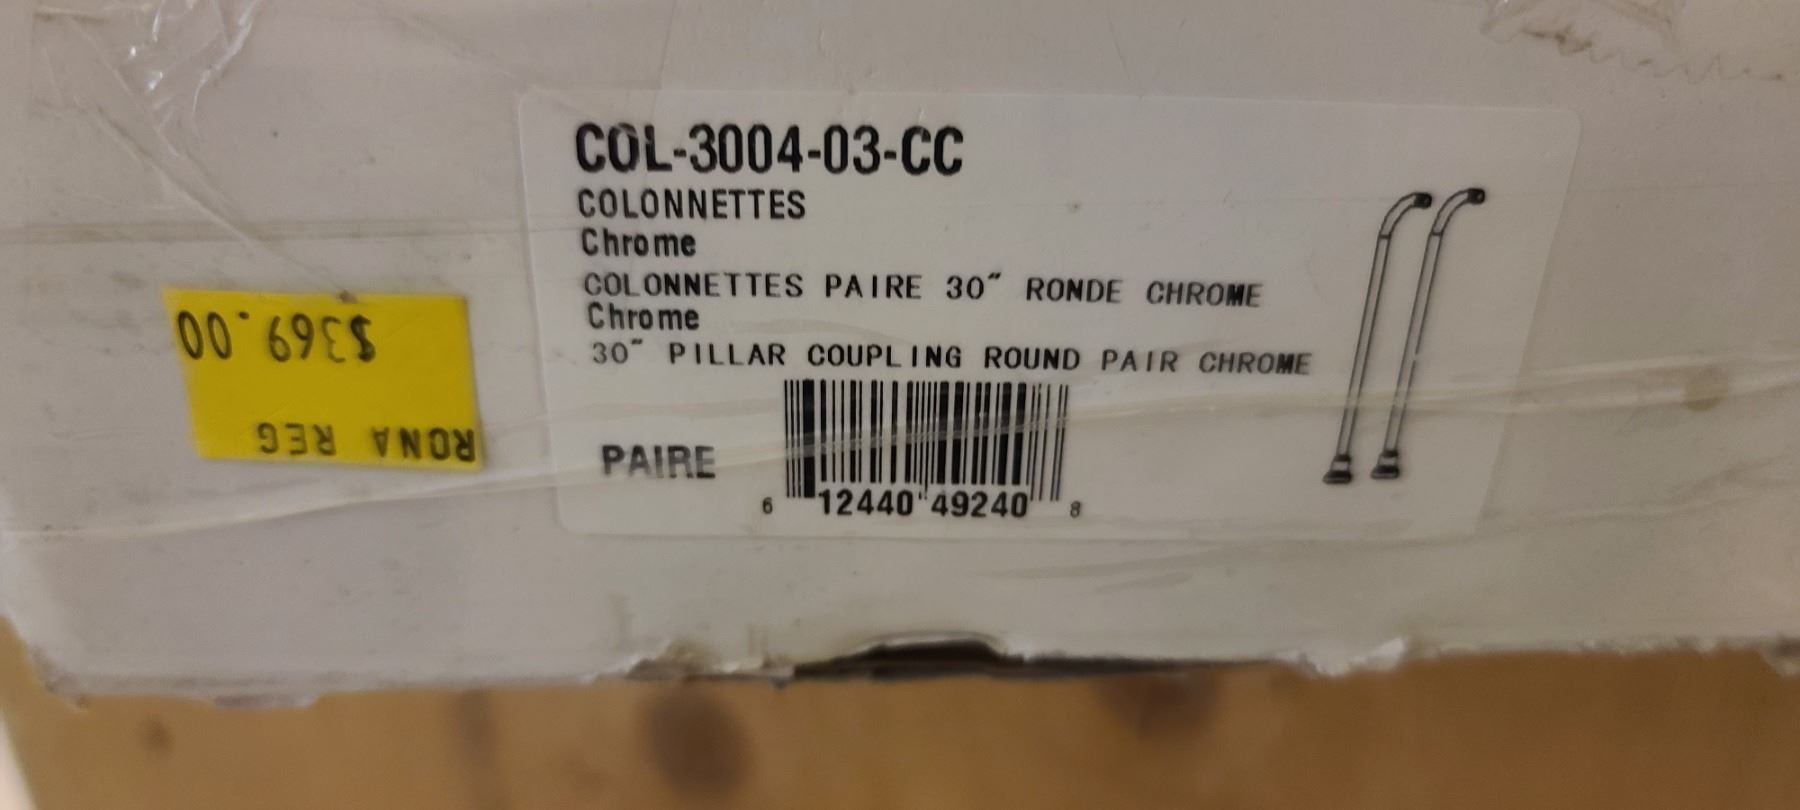 COL-3004-03-CC
COLONNETTES
Chrome
COLONNETTES PAIRE 30" RONDE CHROME
Chrome
30" PILLAR COUPLING ROUND PAIR CHROME
PAIRE
6 12440 49240 8
RONA REG
$369.00